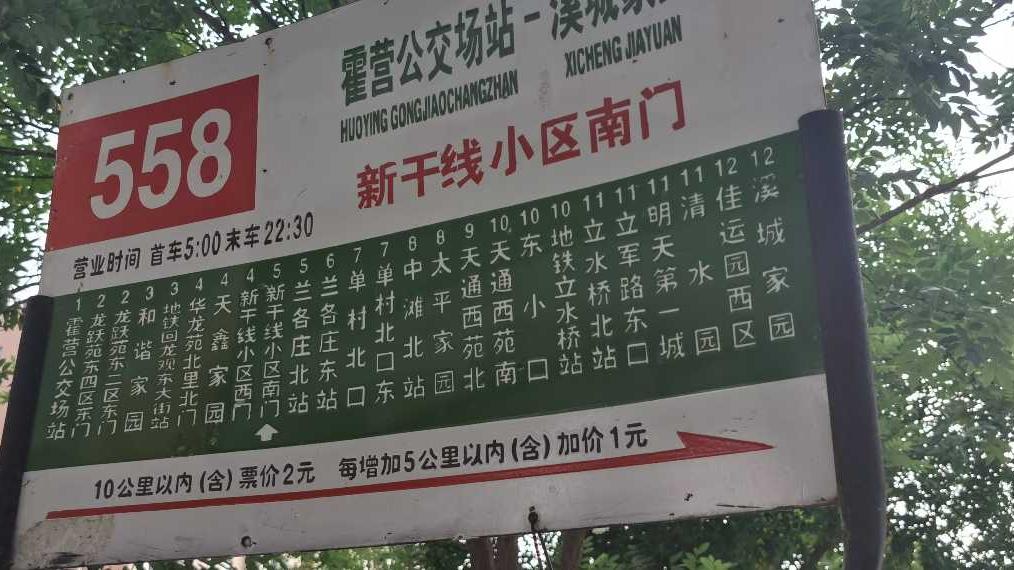 558
霍营公交场站－溪城家
HUOYING GONGJIAOCHANGZHAN
XICHENG JIAYUAN
新干线小区南门
营业时间 首车5:00 末车22:30
1 霍营公交场站
2 龙跃苑东四区东门
2 龙跃苑东二区东门
3 和谐家园
3 地铁回龙观东大街站
4 华龙苑北里北门
4 天鑫家园
4 新干线小区西门
5 新干线小区南门
5 兰各庄北站
6 兰各庄东站
7 单村北口
7 单村北口东
8 中滩北站
8 太平家园
9 天通西苑北
10 天通西苑南
10 东小口
10 地铁立水桥站
11 立水桥北站
11 立军路东口
11 明天第一城
11 清水园
12 佳运园西区
12 溪城家园
10公里以内(含)票价2元 每增加5公里以内(含)加价1元